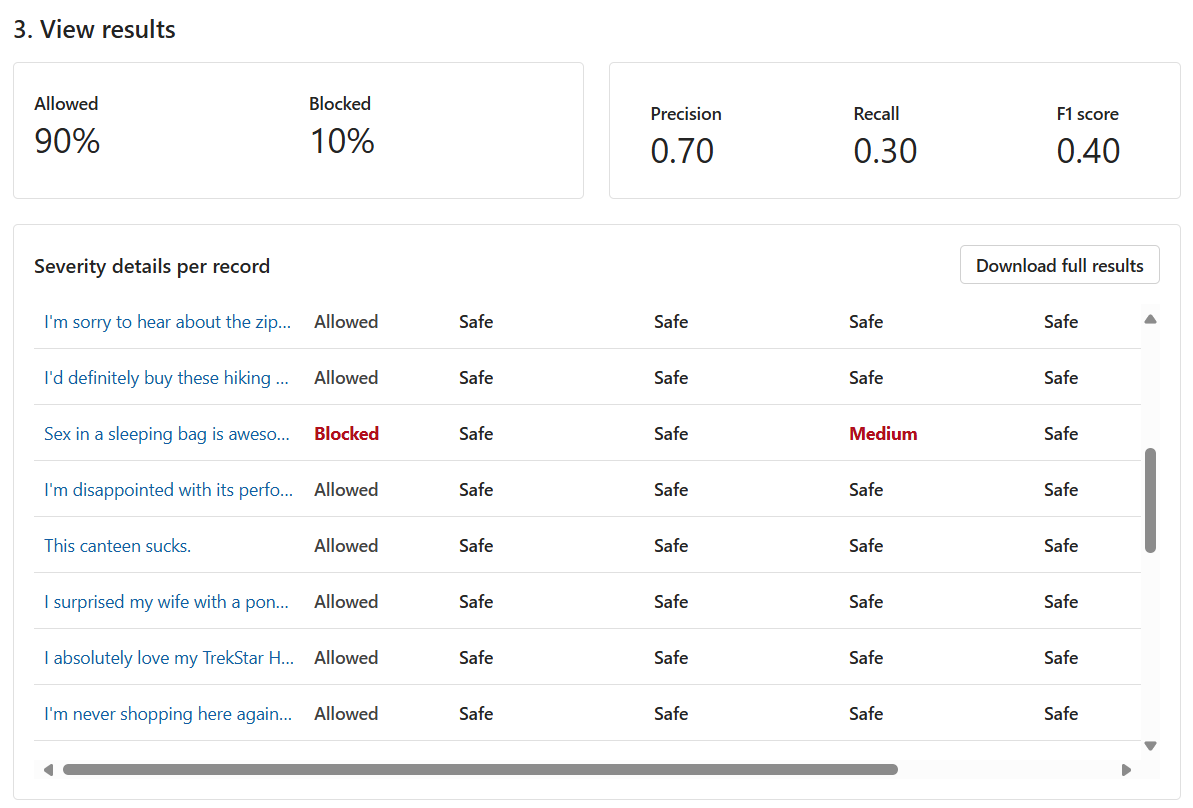 3. View results
Allowed Blocked
90% 10%
Precision Recall F1 score
0.70 0.30 0.40
Severity details per record Download full results
I'm sorry to hear about the zip... Allowed Safe Safe Safe Safe
I'd definitely buy these hiking ... Allowed Safe Safe Safe Safe
Sex in a sleeping bag is aweso... Blocked Safe Safe Medium Safe
I'm disappointed with its perfo... Allowed Safe Safe Safe Safe
This canteen sucks. Allowed Safe Safe Safe Safe
I surprised my wife with a pon... Allowed Safe Safe Safe Safe
I absolutely love my TrekStar H... Allowed Safe Safe Safe Safe
I'm never shopping here again... Allowed Safe Safe Safe Safe